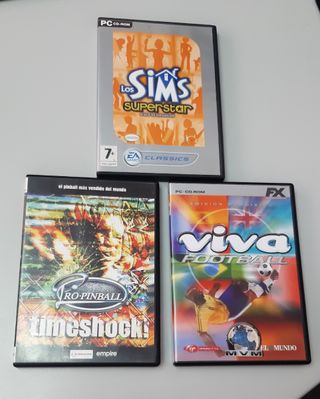 PC CD-ROM
Los SiMS
Superstar
7+
EA
CLASSICS
el pinball más vendido del mundo
PRO-PINBALL
timeshock!
empire
PC CD-ROM
FX
viva
FOOTBALL
MVM
EL MUNDO